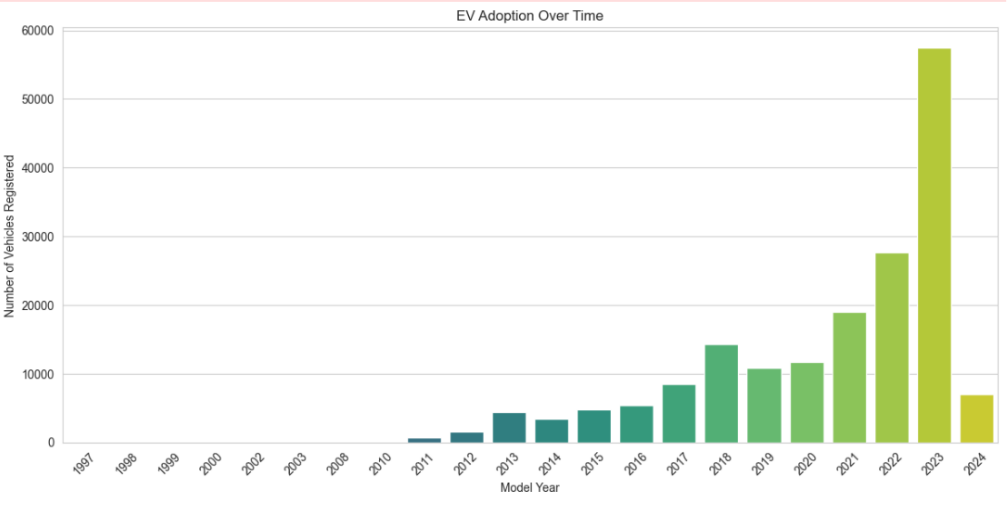 EV Adoption Over Time
Number of Vehicles Registered
60000
50000
40000
30000
20000
10000
0
1997 1998 1999 2000 2002 2003 2008 2010 2011 2012 2013 2014 2015 2016 2017 2018 2019 2020 2021 2022 2023 2024
Model Year